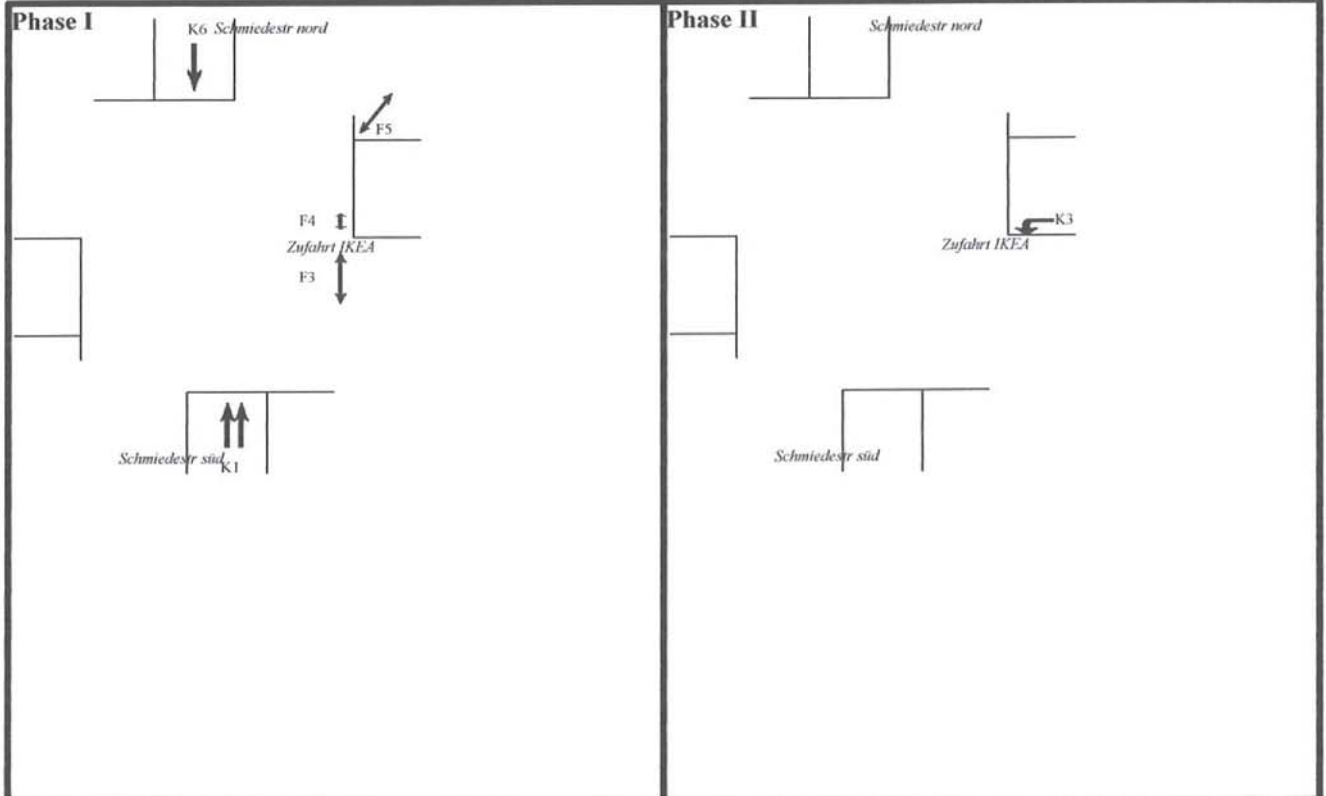 Phase I
K6 Schmiedestr nord
F5
F4
Zufahrt IKEA
F3
Schmiedestr süd
K1
Phase II
Schmiedestr nord
K3
Zufahrt IKEA
Schmiedestr süd